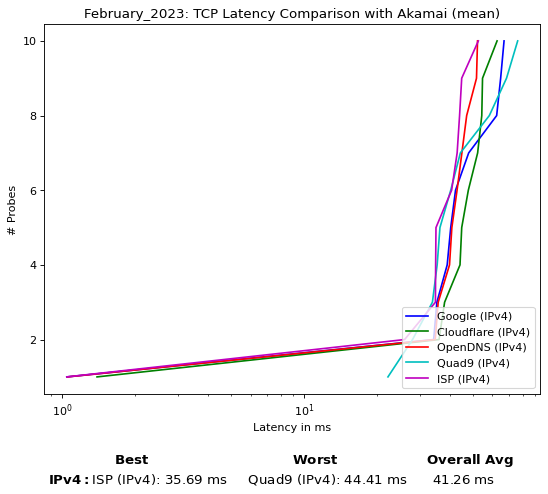 February_2023: TCP Latency Comparison with Akamai (mean)
10
8
6
4
2
# Probes
10^0
10^1
Latency in ms
Google (IPv4)
Cloudflare (IPv4)
OpenDNS (IPv4)
Quad9 (IPv4)
ISP (IPv4)
Best Worst Overall Avg
IPv4: ISP (IPv4): 35.69 ms Quad9 (IPv4): 44.41 ms 41.26 ms